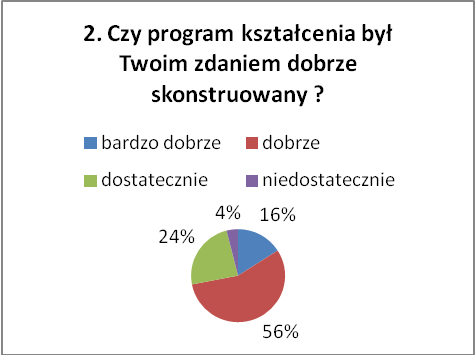 2. Czy program kształcenia był
Twoim zdaniem dobrze
skonstruowany ?
bardzo dobrze dobrze
dostatecznie niedostatecznie
4% 16%
24%
56%